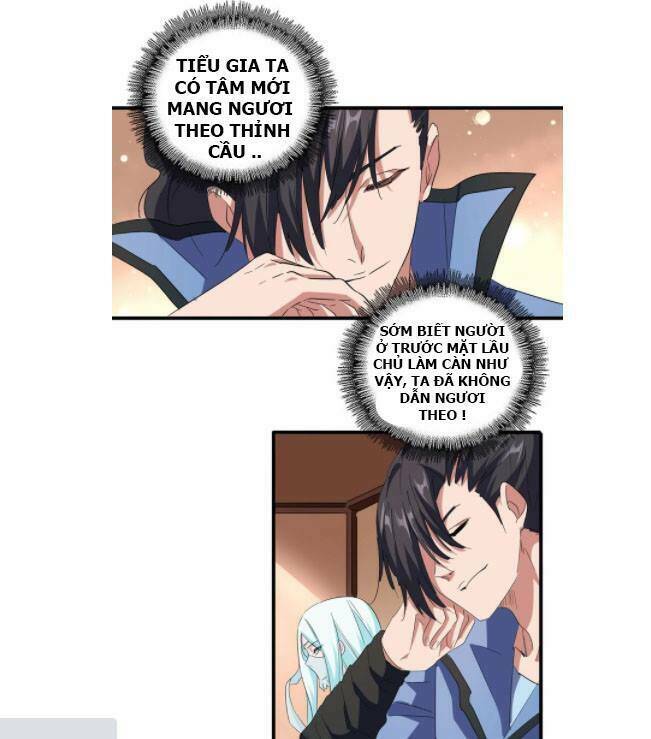 TIỂU GIA TA
CÓ TÂM MỚI
MANG NGƯƠI
THEO THỈNH
CẦU ..
SỚM BIẾT NGƯỜI
Ở TRƯỚC MẶT LÂU
CHỦ LÀM CÀN NHƯ
VẬY, TA ĐÃ KHÔNG
DẪN NGƯƠI
THEO !